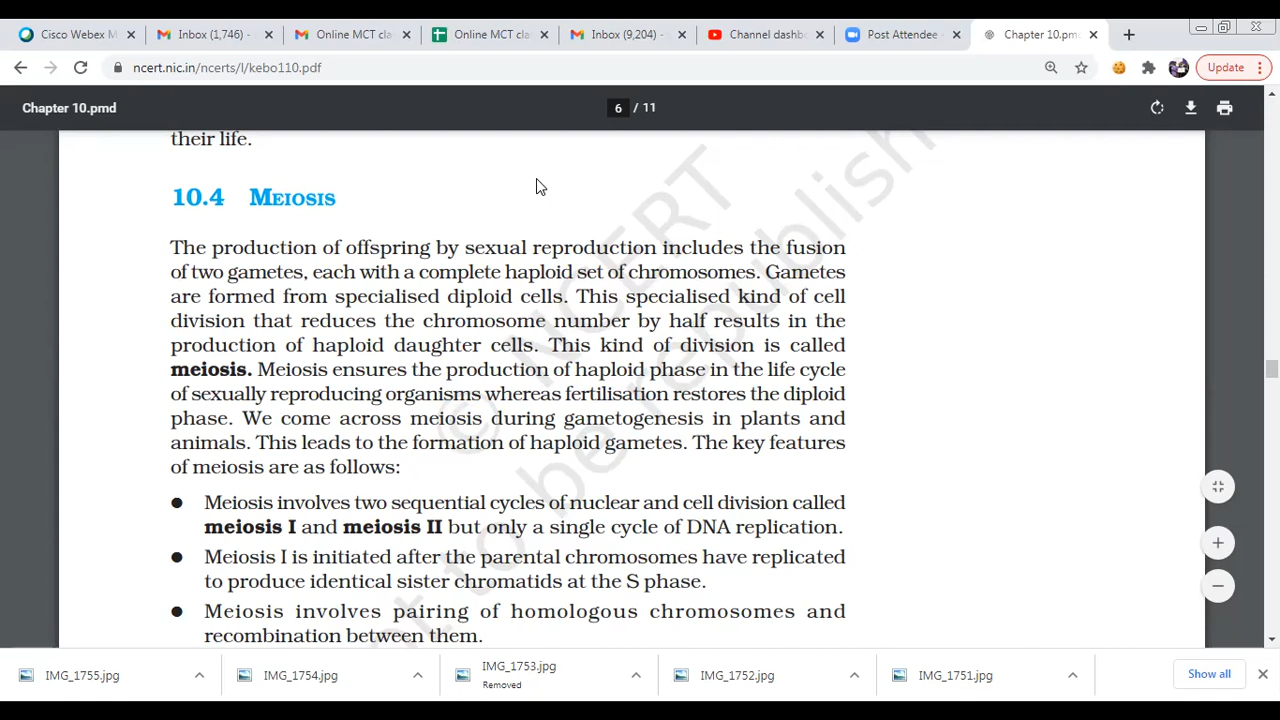 Cisco Webex M
Inbox (1,746) -
Online MCT cla
Online MCT clas
Inbox (9,204) -
Channel dashbo
Post Attendee -
Chapter 10.pmd
ncert.nic.in/ncerts/l/kebo110.pdf
Update
Chapter 10.pmd
6 / 11
their life.
10.4 MEIOSIS
The production of offspring by sexual reproduction includes the fusion
of two gametes, each with a complete haploid set of chromosomes. Gametes
are formed from specialised diploid cells. This specialised kind of cell
division that reduces the chromosome number by half results in the
production of haploid daughter cells. This kind of division is called
meiosis. Meiosis ensures the production of haploid phase in the life cycle
of sexually reproducing organisms whereas fertilisation restores the diploid
phase. We come across meiosis during gametogenesis in plants and
animals. This leads to the formation of haploid gametes. The key features
of meiosis are as follows:
● Meiosis involves two sequential cycles of nuclear and cell division called
meiosis I and meiosis II but only a single cycle of DNA replication.
● Meiosis I is initiated after the parental chromosomes have replicated
to produce identical sister chromatids at the S phase.
● Meiosis involves pairing of homologous chromosomes and
recombination between them.
© NCERT
not to be republish
IMG_1755.jpg
IMG_1754.jpg
IMG_1753.jpg
Removed
IMG_1752.jpg
IMG_1751.jpg
Show all